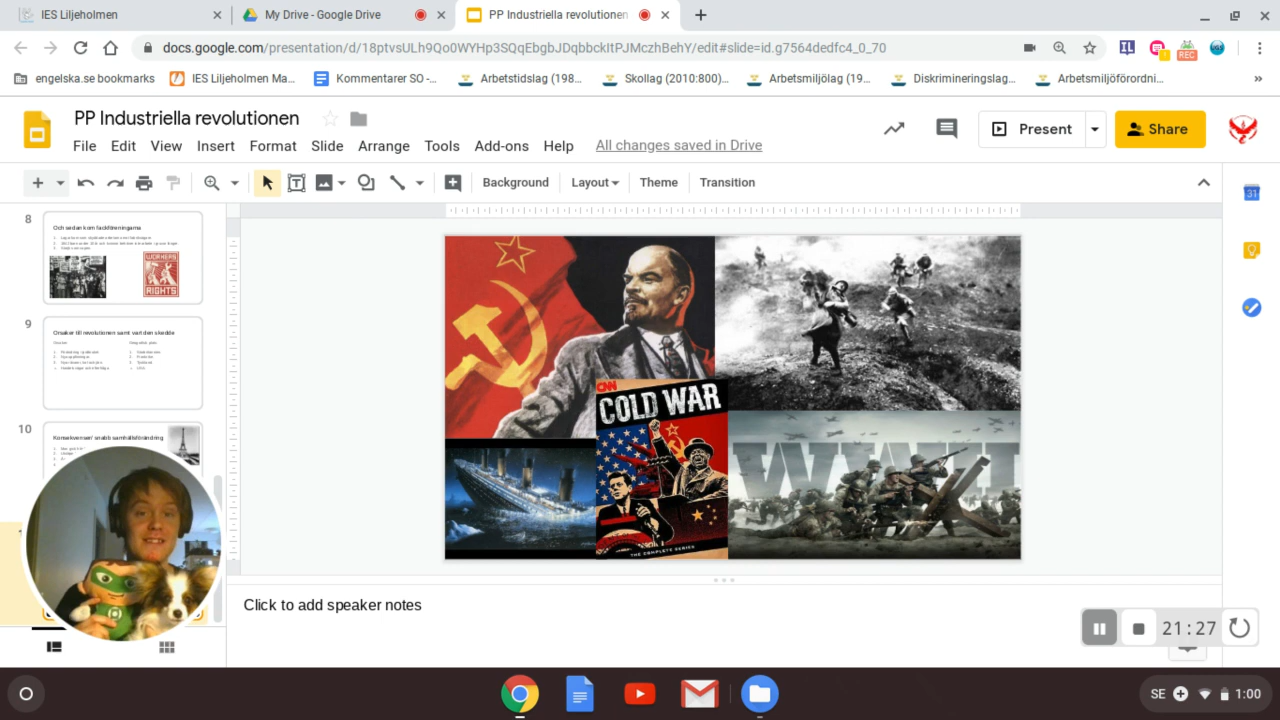 IES Liljeholmen
My Drive - Google Drive
PP Industriella revolutionen
docs.google.com/presentation/d/18ptvsULh9Qo0WYHp3SQqEbgbJDqbbckItPJMczhBehY/edit#slide=id.g7564dedfc4_0_70
engelska.se bookmarks
IES Liljeholmen Ma...
Kommentarer SO -...
Arbetstidslag (198...
Skollag (2010:800)...
Arbetsmiljölag (19...
Diskrimineringslag...
Arbetsmiljöförordni...
REC
PP Industriella revolutionen
File Edit View Insert Format Slide Arrange Tools Add-ons Help
All changes saved in Drive
Present
Share
Background
Layout
Theme
Transition
31
8
Och sedan kom fackföreningarna
WORKERS
RIGHTS
9
Orsaker till revolutionen samt vart den skedde
10
Konsekvenser/ snabb samhällsförändring
CNN
COLD WAR
THE COMPLETE SERIES
WWII
Click to add speaker notes
21:27
SE
1:00